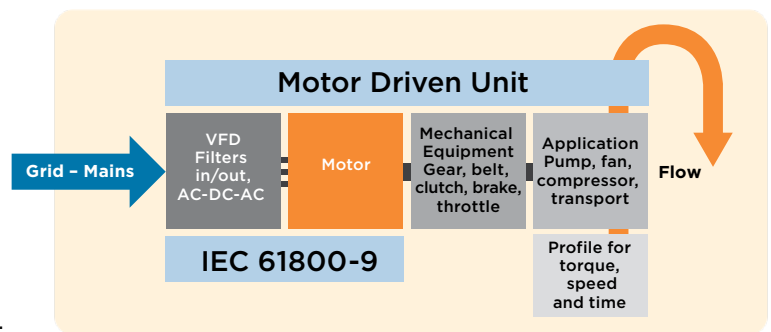 Motor Driven Unit
Grid – Mains
VFD
Filters
in/out,
AC-DC-AC
Motor
Mechanical
Equipment
Gear, belt,
clutch, brake,
throttle
Application
Pump, fan,
compressor,
transport
Flow
IEC 61800-9
Profile for
torque,
speed
and time